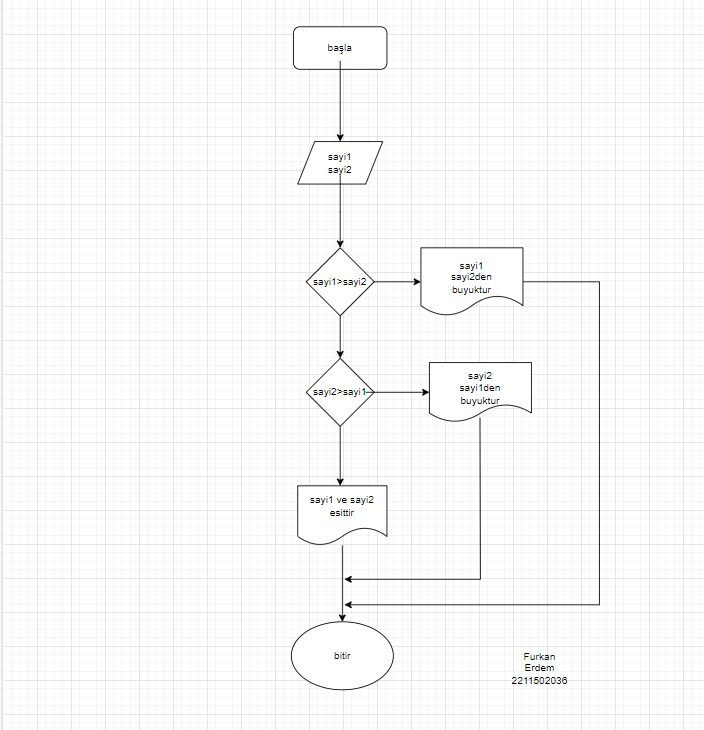 başla
sayi1
sayi2
sayi1>sayi2
sayi1
sayi2den
buyuktur
sayi2>sayi1
sayi2
sayi1den
buyuktur
sayi1 ve sayi2
esittir
bitir
Furkan
Erdem
2211502036